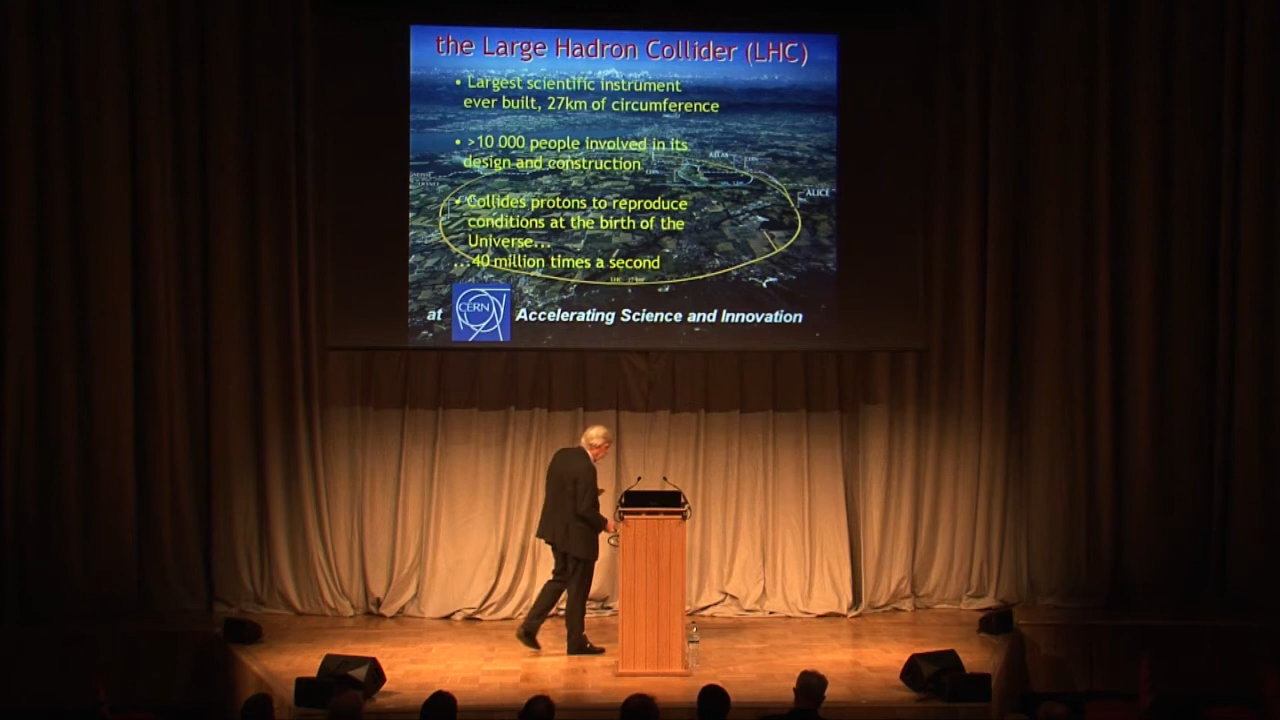 the Large Hadron Collider (LHC)
• Largest scientific instrument
ever built, 27km of circumference
• >10 000 people involved in its
design and construction
ATLAS
ALICE
• Collides protons to reproduce
conditions at the birth of the
Universe...
...40 million times a second
at CERN Accelerating Science and Innovation